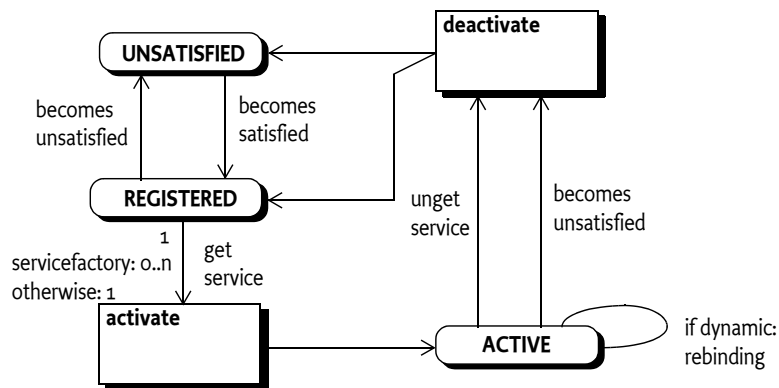 deactivate
UNSATISFIED
becomes
unsatisfied
becomes
satisfied
REGISTERED
unget
service
becomes
unsatisfied
1
servicefactory: 0..n
otherwise: 1
get
service
activate
ACTIVE
if dynamic:
rebinding